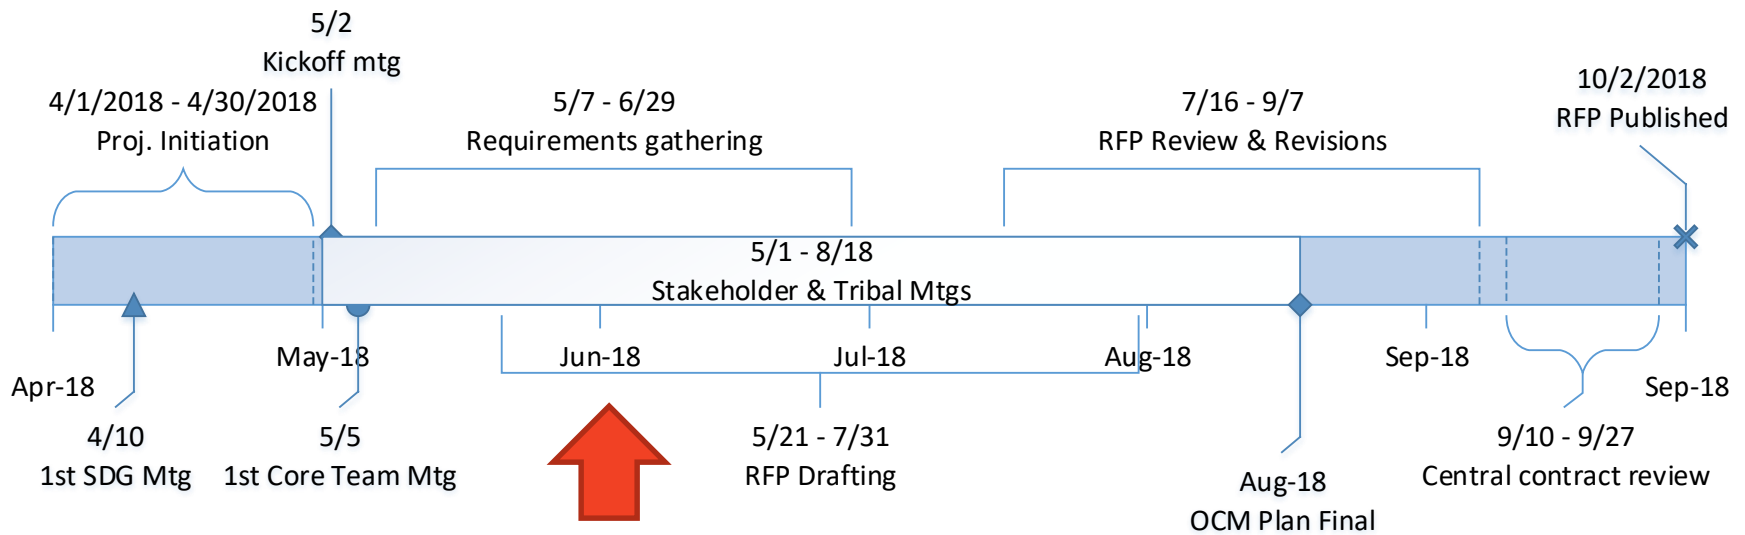 5/2
Kickoff mtg
4/1/2018 - 4/30/2018
Proj. Initiation
5/7 - 6/29
Requirements gathering
7/16 - 9/7
RFP Review & Revisions
10/2/2018
RFP Published
5/1 - 8/18
Stakeholder & Tribal Mtgs
Apr-18
May-18
Jun-18
Jul-18
Aug-18
Sep-18
Sep-18
4/10
1st SDG Mtg
5/5
1st Core Team Mtg
5/21 - 7/31
RFP Drafting
Aug-18
OCM Plan Final
9/10 - 9/27
Central contract review